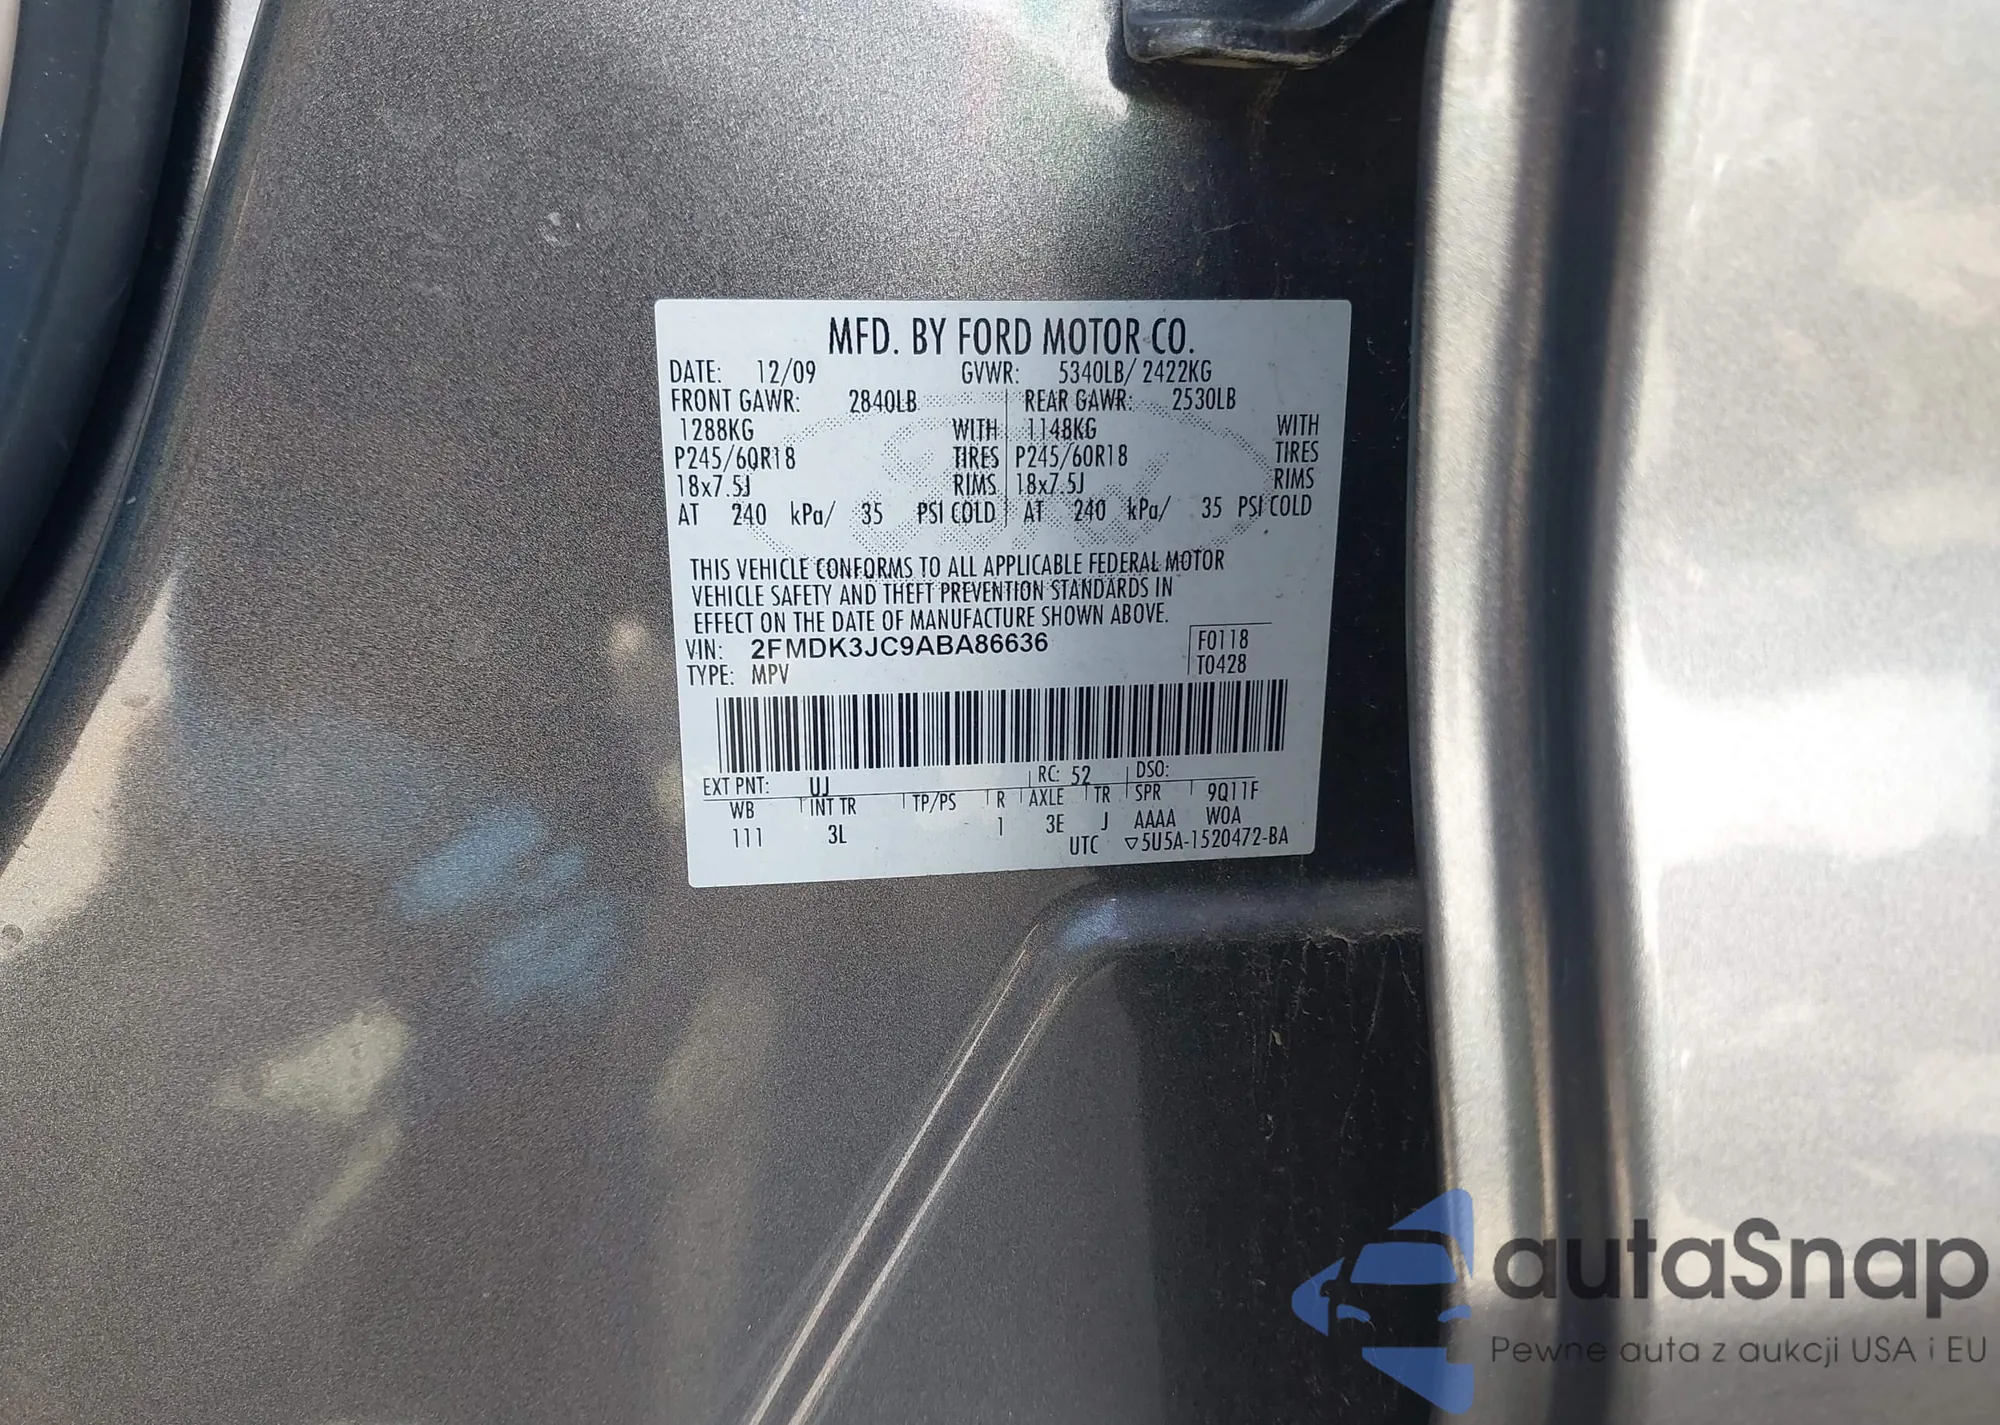 MFD. BY FORD MOTOR CO.
DATE: 12/09 GVWR: 5340LB/ 2422KG
FRONT GAWR: 2840LB REAR GAWR: 2530LB
1288KG WITH 1148KG WITH
P245/60R18 TIRES P245/60R18 TIRES
18x7.5J RIMS 18x7.5J RIMS
AT 240 kPa/ 35 PSI COLD AT 240 kPa/ 35 PSI COLD
THIS VEHICLE CONFORMS TO ALL APPLICABLE FEDERAL MOTOR
VEHICLE SAFETY AND THEFT PREVENTION STANDARDS IN
EFFECT ON THE DATE OF MANUFACTURE SHOWN ABOVE.
VIN: 2FMDK3JC9ABA86636 F0118
TYPE: MPV T0428
EXT PNT: UJ RC: 52 DSO:
WB INT TR TP/PS R AXLE TR SPR 9Q11F
111 3L 1 3E J AAAA WOA
UTC ▽5U5A-1520472-BA
autaSnap
Pewne auta z aukcji USA i EU